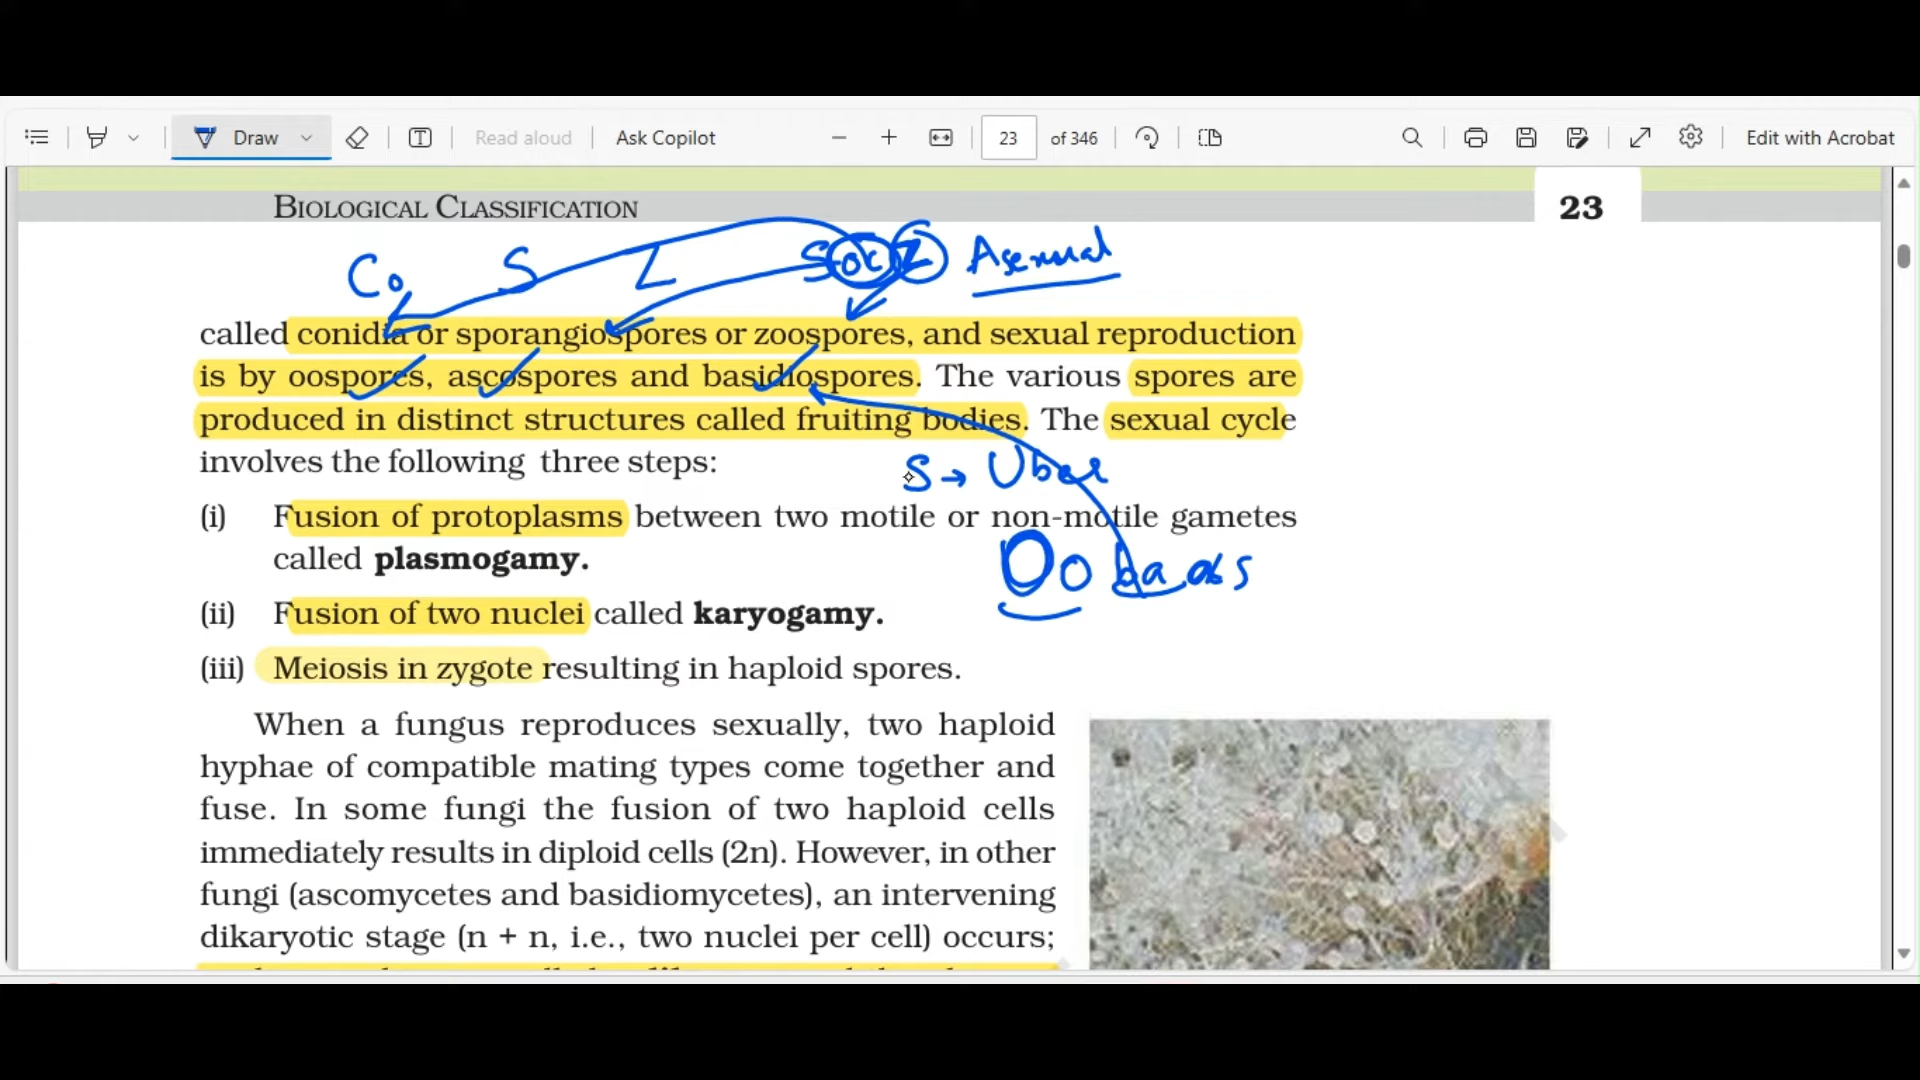 Draw
Read aloud
Ask Copilot
23
of 346
Edit with Acrobat
BIOLOGICAL CLASSIFICATION
23
Co S Z Asexual
called conidia or sporangiospores or zoospores, and sexual reproduction
is by oospores, ascospores and basidiospores. The various spores are
produced in distinct structures called fruiting bodies. The sexual cycle
involves the following three steps:
S → Uber
(i) Fusion of protoplasms between two motile or non-motile gametes
called plasmogamy.
Oo ba as
(ii) Fusion of two nuclei called karyogamy.
(iii) Meiosis in zygote resulting in haploid spores.
When a fungus reproduces sexually, two haploid
hyphae of compatible mating types come together and
fuse. In some fungi the fusion of two haploid cells
immediately results in diploid cells (2n). However, in other
fungi (ascomycetes and basidiomycetes), an intervening
dikaryotic stage (n + n, i.e., two nuclei per cell) occurs;